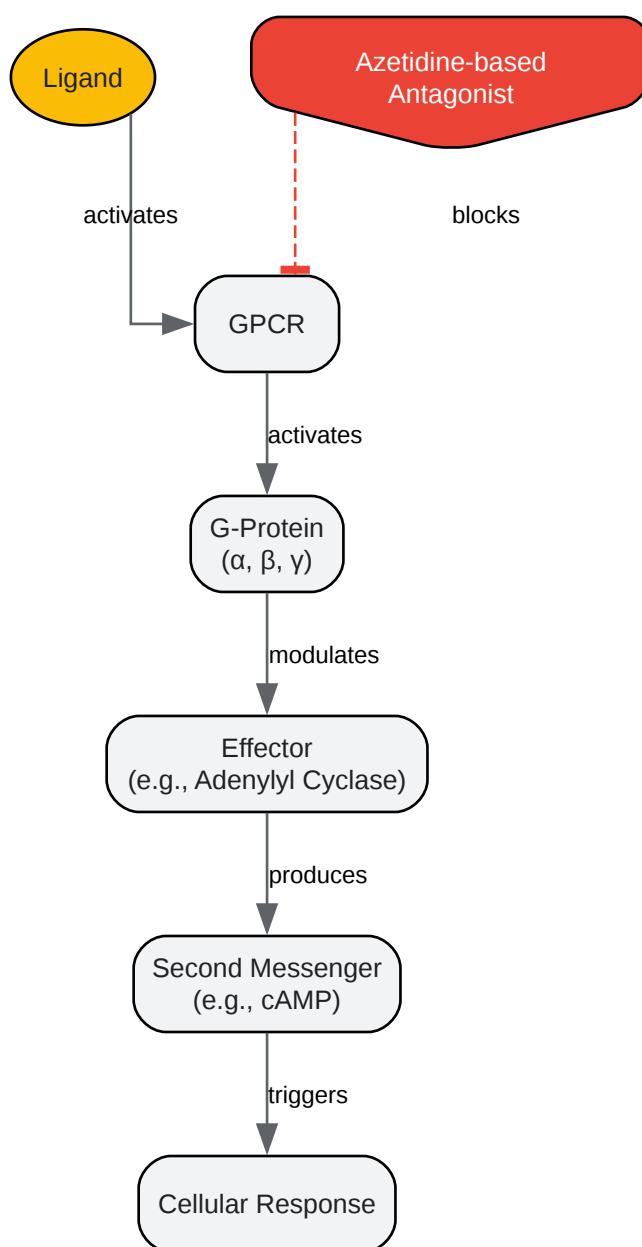 Ligand
Azetidine-based
Antagonist
activates
blocks
GPCR
activates
G-Protein
(α, β, γ)
modulates
Effector
(e.g., Adenylyl Cyclase)
produces
Second Messenger
(e.g., cAMP)
triggers
Cellular Response